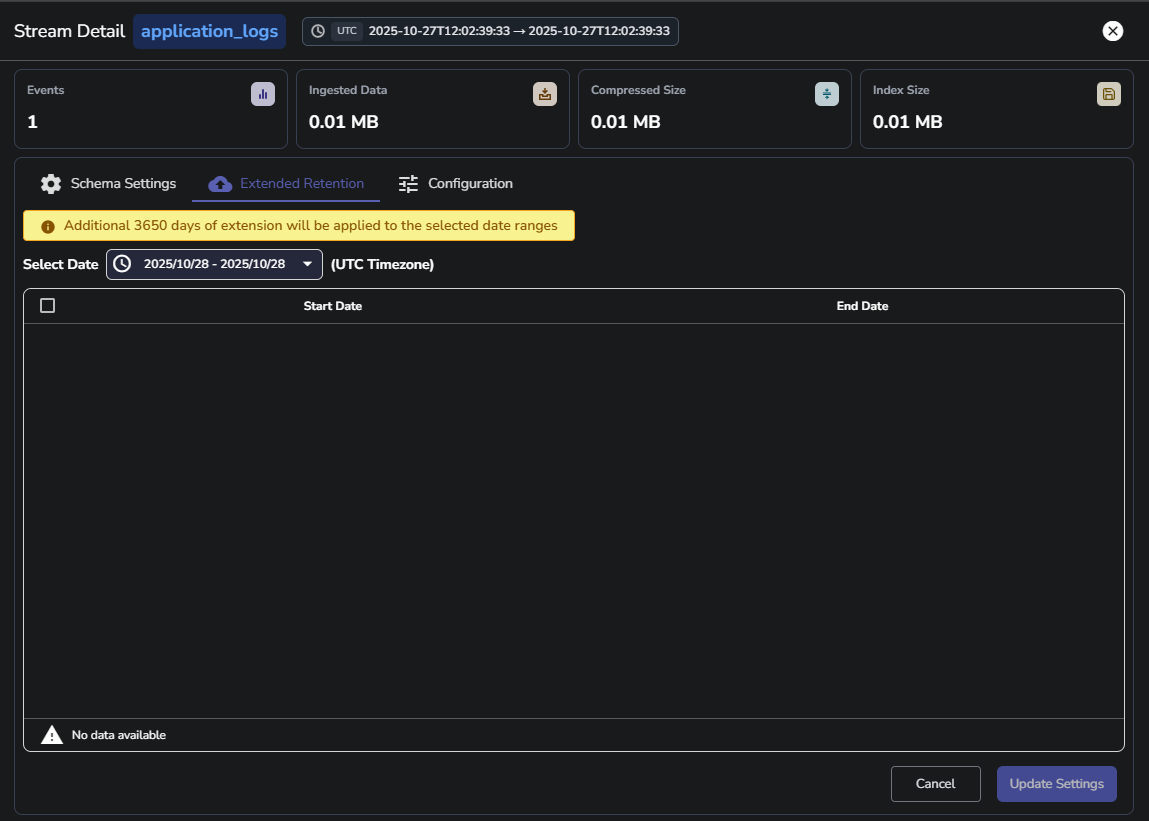 Stream Detail application_logs UTC 2025-10-27T12:02:39:33 → 2025-10-27T12:02:39:33
Events Ingested Data Compressed Size Index Size
1 0.01 MB 0.01 MB 0.01 MB
Schema Settings Extended Retention Configuration
Additional 3650 days of extension will be applied to the selected date ranges
Select Date 2025/10/28 - 2025/10/28 (UTC Timezone)
Start Date End Date
No data available
Cancel Update Settings